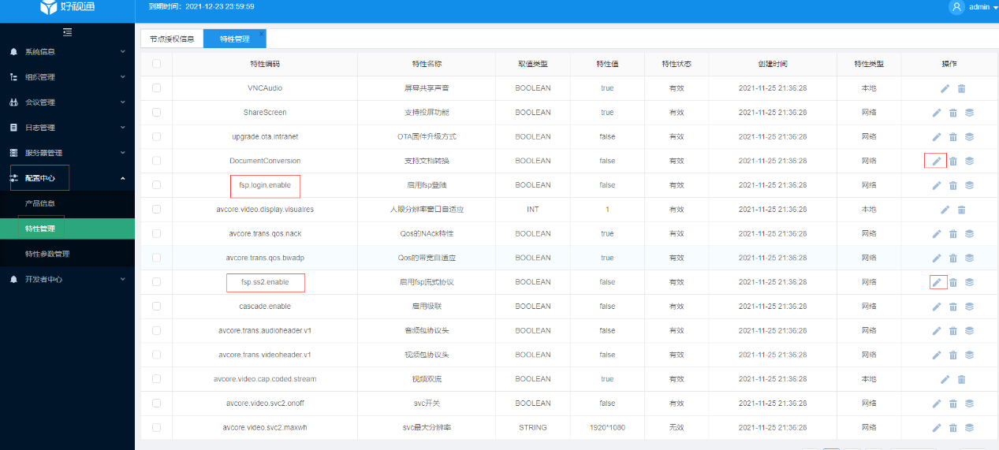 好视通
到期时间：2021-12-23 23:59:59
admin
系统信息
组织管理
会议管理
日志管理
服务器管理
配置中心
产品信息
特性管理
特性参数管理
开发者中心
节点授权信息 特性管理
特性编码 特性名称 取值类型 特性值 特性状态 创建时间 特性类型 操作
VNCAudio 屏幕共享声音 BOOLEAN true 有效 2021-11-25 21:36:28 本地
ShareScreen 支持投屏功能 BOOLEAN true 有效 2021-11-25 21:36:28 网络
upgrade.ota.intranet OTA固件升级方式 BOOLEAN false 有效 2021-11-25 21:36:28 网络
DocumentConversion 支持文档转换 BOOLEAN false 有效 2021-11-25 21:36:28 网络
fsp.login.enable 启用fsp登陆 BOOLEAN false 有效 2021-11-25 21:36:28 网络
avcore.video.display.visualres 人眼分辨率窗口自适应 INT 1 有效 2021-11-25 21:36:28 本地
avcore.trans.qos.nack Qos的NAck特性 BOOLEAN true 有效 2021-11-25 21:36:28 网络
avcore.trans.qos.bwadp Qos的带宽自适应 BOOLEAN true 有效 2021-11-25 21:36:28 网络
fsp.ss2.enable 启用fsp流式协议 BOOLEAN false 有效 2021-11-25 21:36:28 网络
cascade.enable 启用级联 BOOLEAN false 有效 2021-11-25 21:36:28 网络
avcore.trans.audioheader.v1 音频包协议头 BOOLEAN false 有效 2021-11-25 21:36:28 网络
avcore.trans.videoheader.v1 视频包协议头 BOOLEAN false 有效 2021-11-25 21:36:28 网络
avcore.video.cap.coded.stream 视频双流 BOOLEAN true 有效 2021-11-25 21:36:28 本地
avcore.video.svc2.onoff svc开关 BOOLEAN false 有效 2021-11-25 21:36:28 网络
avcore.video.svc2.maxwh svc最大分辨率 STRING 1920*1080 无效 2021-11-25 21:36:28 网络